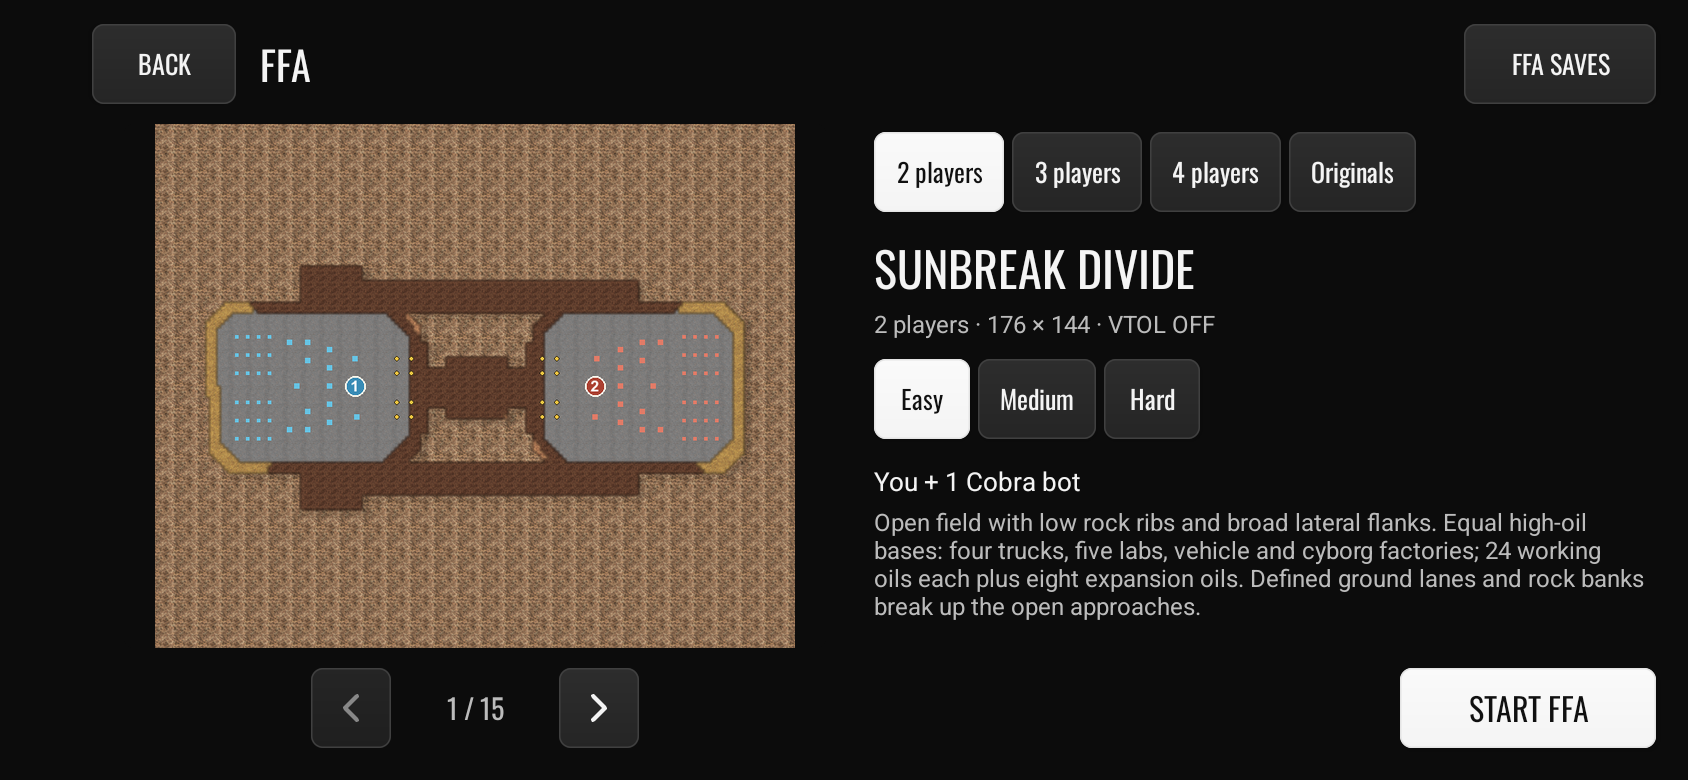 BACK
FFA
FFA SAVES
2 players
3 players
4 players
Originals
SUNBREAK DIVIDE
2 players · 176 × 144 · VTOL OFF
Easy
Medium
Hard
You + 1 Cobra bot
Open field with low rock ribs and broad lateral flanks. Equal high-oil
bases: four trucks, five labs, vehicle and cyborg factories; 24 working
oils each plus eight expansion oils. Defined ground lanes and rock banks
break up the open approaches.
1
2
1 / 15
START FFA